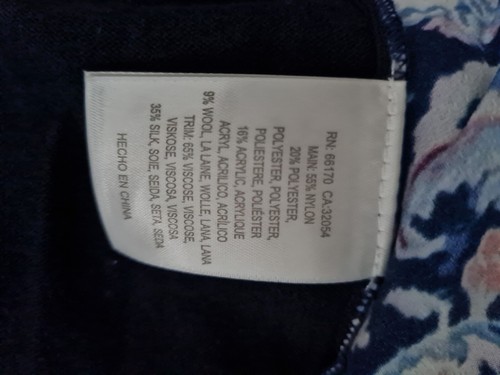 RN: 66170 CA:32054
MAIN: 55% NYLON
20% POLYESTER,
POLYESTER, POLYESTER,
POLIESTERE, POLIÉSTER
16% ACRYLIC, ACRYLIQUE
ACRYL, ACRILICO, ACRÍLICO
9% WOOL, LA LAINE, WOLLE, LANA, LANA
TRIM: 65% VISCOSE, VISCOSE,
VISKOSE, VISCOSA, VISCOSA
35% SILK, SOIE, SEIDA, SETA, SEDA
HECHO EN CHINA